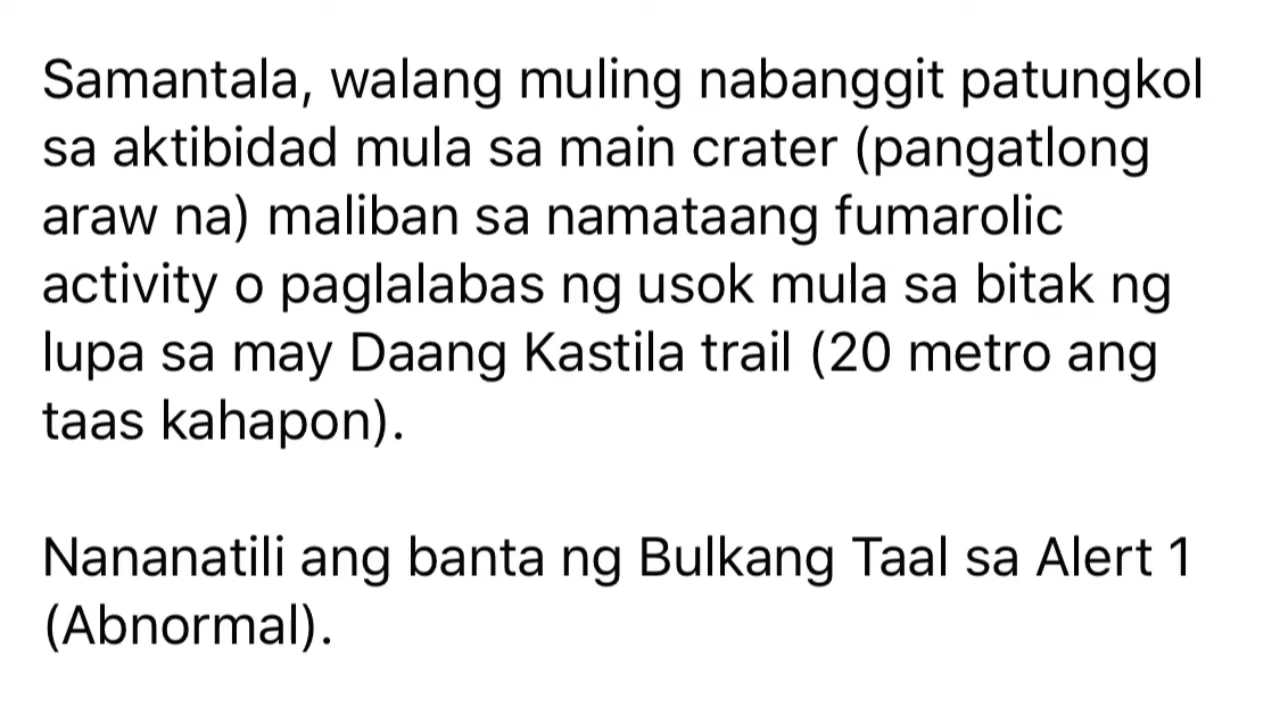 Samantala, walang muling nabanggit patungkol
sa aktibidad mula sa main crater (pangatlong
araw na) maliban sa namataang fumarolic
activity o paglalabas ng usok mula sa bitak ng
lupa sa may Daang Kastila trail (20 metro ang
taas kahapon).
Nananatili ang banta ng Bulkang Taal sa Alert 1
(Abnormal).